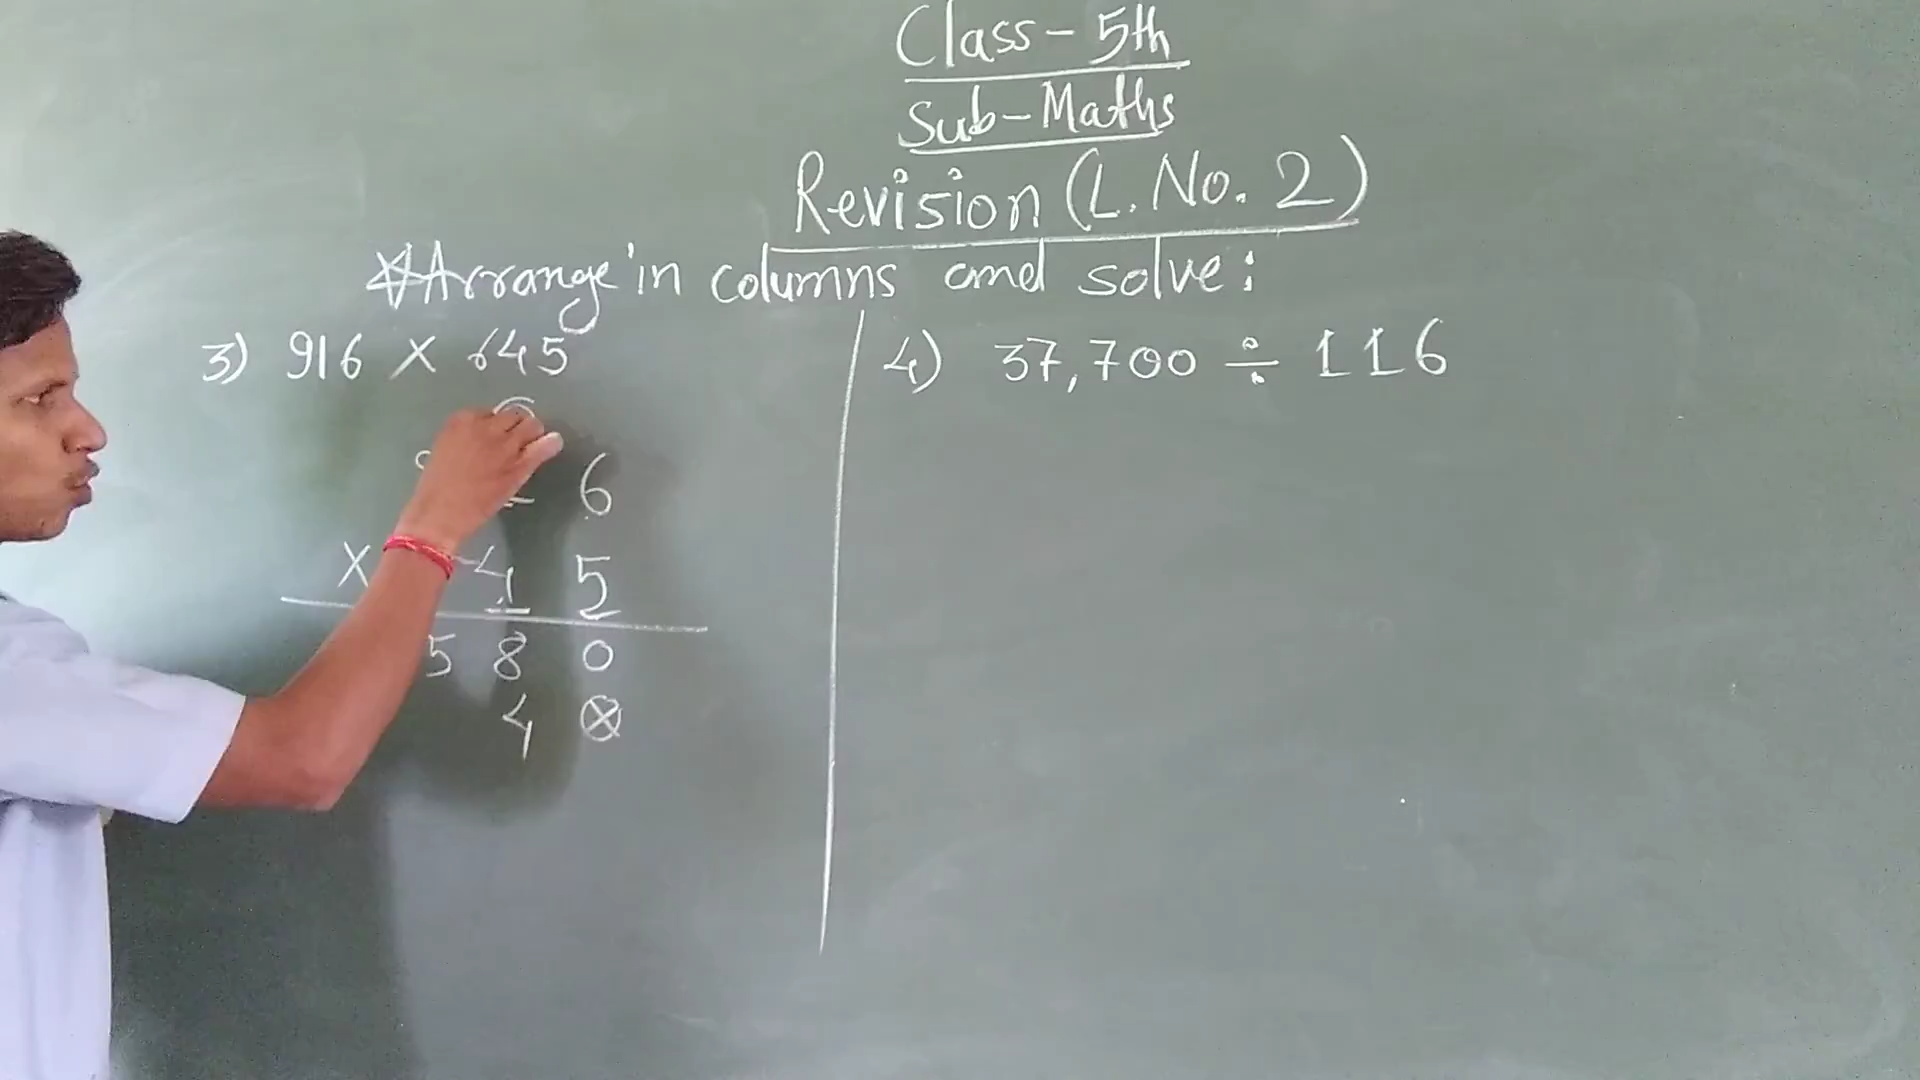 Class - 5th
Sub-Maths
Revision (L. No. 2)
*Arrange in columns and solve:
3) 916 × 645
6
× 4 5
5 8 0
4 ⊗
4) 37,700 ÷ 116